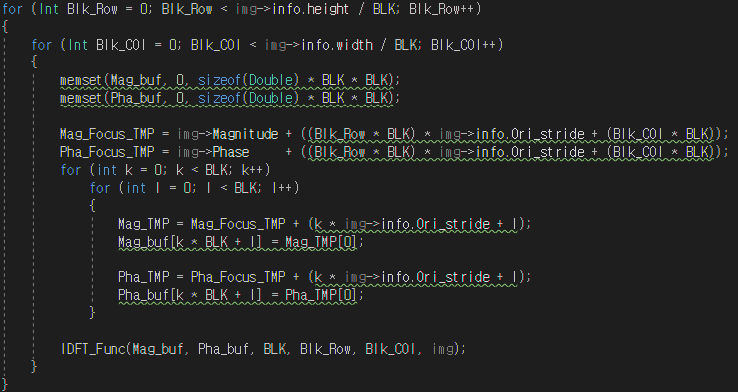 for (Int Blk_Row = 0; Blk_Row < img->info.height / BLK; Blk_Row++)
{
    for (Int Blk_COl = 0; Blk_COl < img->info.width / BLK; Blk_COl++)
    {
        memset(Mag_buf, 0, sizeof(Double) * BLK * BLK);
        memset(Pha_buf, 0, sizeof(Double) * BLK * BLK);

        Mag_Focus_TMP = img->Magnitude + ((Blk_Row * BLK) * img->info.Ori_stride + (Blk_COl * BLK));
        Pha_Focus_TMP = img->Phase     + ((Blk_Row * BLK) * img->info.Ori_stride + (Blk_COl * BLK));
        for (int k = 0; k < BLK; k++)
            for (int l = 0; l < BLK; l++)
            {
                Mag_TMP = Mag_Focus_TMP + (k * img->info.Ori_stride + l);
                Mag_buf[k * BLK + l] = Mag_TMP[0];

                Pha_TMP = Pha_Focus_TMP + (k * img->info.Ori_stride + l);
                Pha_buf[k * BLK + l] = Pha_TMP[0];
            }

        IDFT_Func(Mag_buf, Pha_buf, BLK, Blk_Row, Blk_COl, img);
    }
}